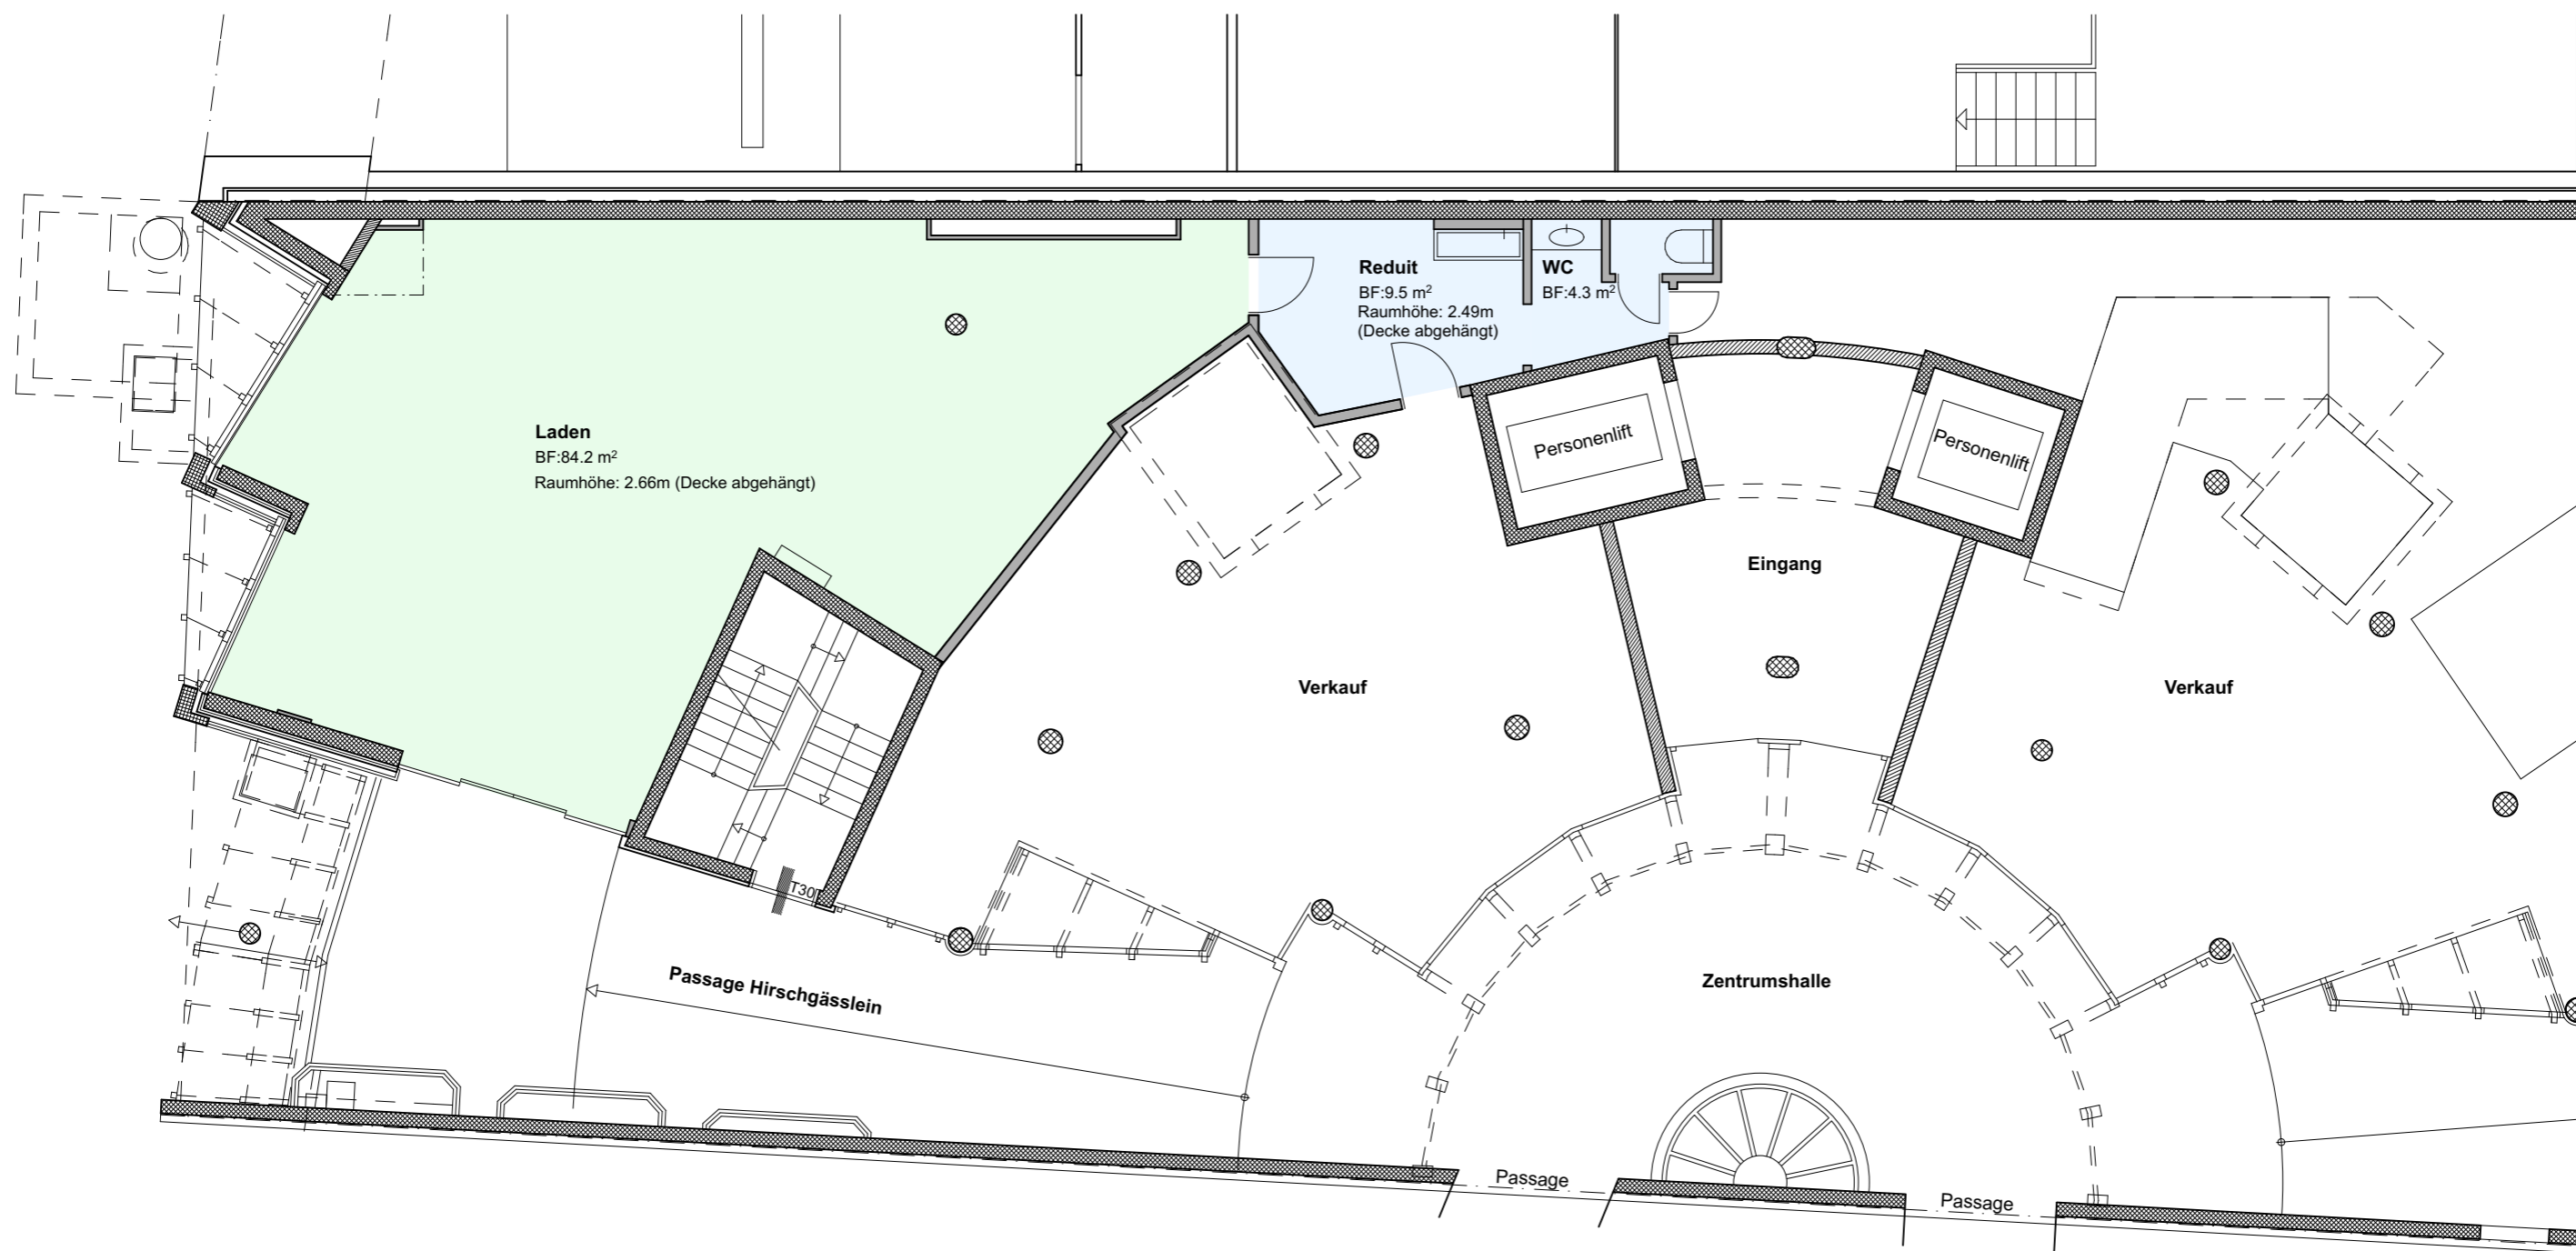 Reduit
BF:9.5 m²
Raumhöhe: 2.49m
(Decke abgehängt)
WC
BF:4.3 m²
Laden
BF:84.2 m²
Raumhöhe: 2.66m (Decke abgehängt)
Personenlift
Personenlift
Eingang
Verkauf
Verkauf
T30
Passage Hirschgässlein
Zentrumshalle
Passage
Passage